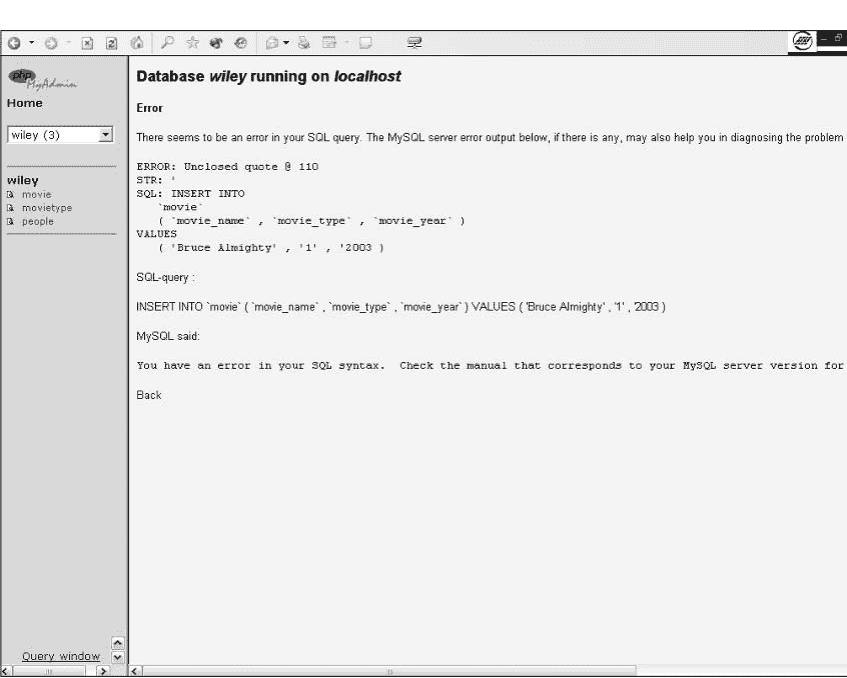 php
MyAdmin
Home
wiley (3)
wiley
movie
movietype
people
Query window
Database wiley running on localhost
Error
There seems to be an error in your SQL query. The MySQL server error output below, if there is any, may also help you in diagnosing the problem
ERROR: Unclosed quote @ 110
STR: '
SQL: INSERT INTO
`movie`
( `movie_name` , `movie_type` , `movie_year` )
VALUES
( 'Bruce Almighty' , '1' , '2003 )
SQL-query :
INSERT INTO `movie` ( `movie_name` , `movie_type` , `movie_year` ) VALUES ( 'Bruce Almighty' , '1' , '2003 )
MySQL said:
You have an error in your SQL syntax.  Check the manual that corresponds to your MySQL server version for
Back